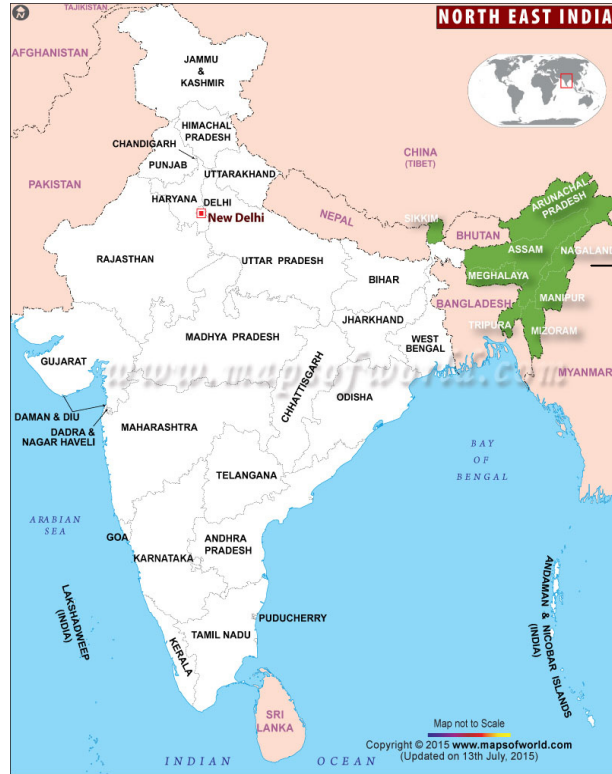 NORTH EAST INDIA
N
TAJIKISTAN
AFGHANISTAN
JAMMU
&
KASHMIR
HIMACHAL
PRADESH
CHANDIGARH
PUNJAB
UTTARAKHAND
CHINA
(TIBET)
PAKISTAN
HARYANA
DELHI
New Delhi
NEPAL
SIKKIM
BHUTAN
ARUNACHAL
PRADESH
ASSAM
NAGALAND
RAJASTHAN
UTTAR PRADESH
BIHAR
MEGHALAYA
MANIPUR
BANGLADESH
TRIPURA
MIZORAM
JHARKHAND
WEST
BENGAL
MADHYA PRADESH
GUJARAT
CHHATTISGARH
ODISHA
MYANMAR
www.mapsofworld.com
DAMAN & DIU
DADRA &
NAGAR HAVELI
MAHARASHTRA
TELANGANA
BAY
OF
BENGAL
ARABIAN
SEA
GOA
KARNATAKA
ANDHRA
PRADESH
LAKSHADWEEP
(INDIA)
PUDUCHERRY
TAMIL NADU
KERALA
ANDAMAN & NICOBAR ISLANDS
(INDIA)
SRI
LANKA
INDIAN OCEAN
Map not to Scale
Copyright © 2015 www.mapsofworld.com
(Updated on 13th July, 2015)